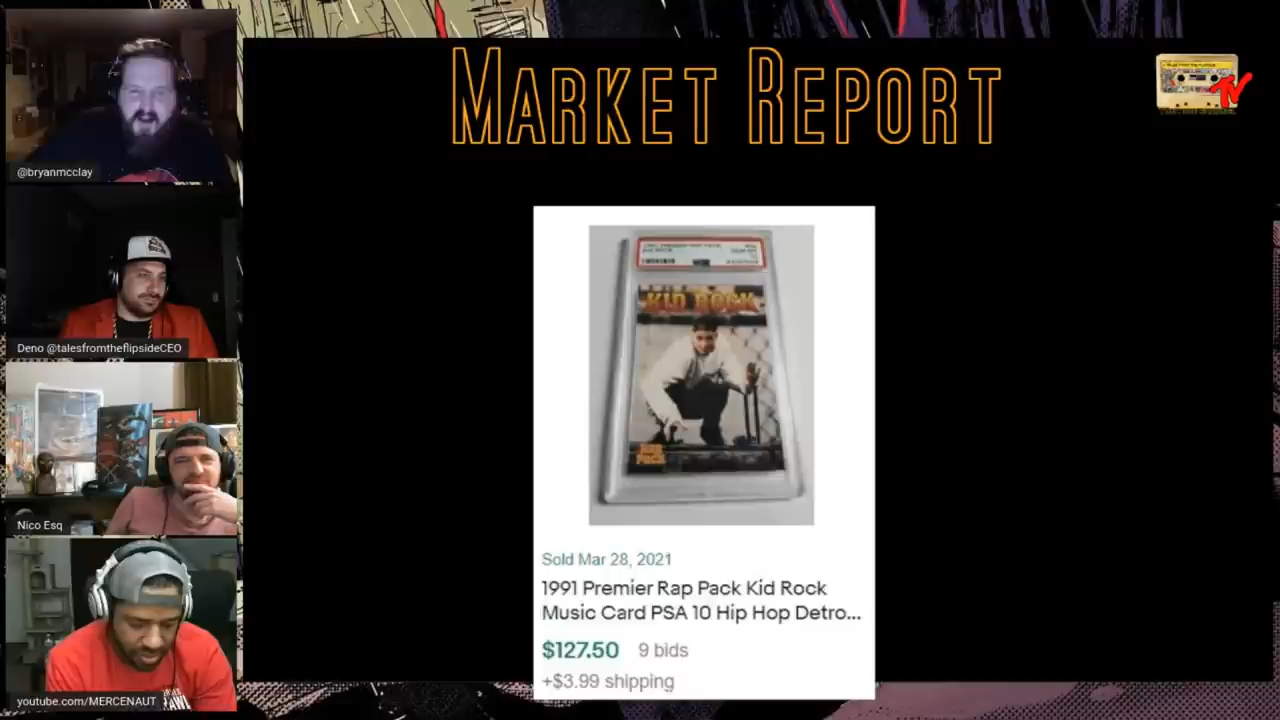 MARKET REPORT
TV
@bryanmcclay
Deno @talesfromtheflipsideCEO
Nico Esq
youtube.com/MERCENAUT
KID ROCK
Sold Mar 28, 2021
1991 Premier Rap Pack Kid Rock
Music Card PSA 10 Hip Hop Detro...
$127.50 9 bids
+$3.99 shipping